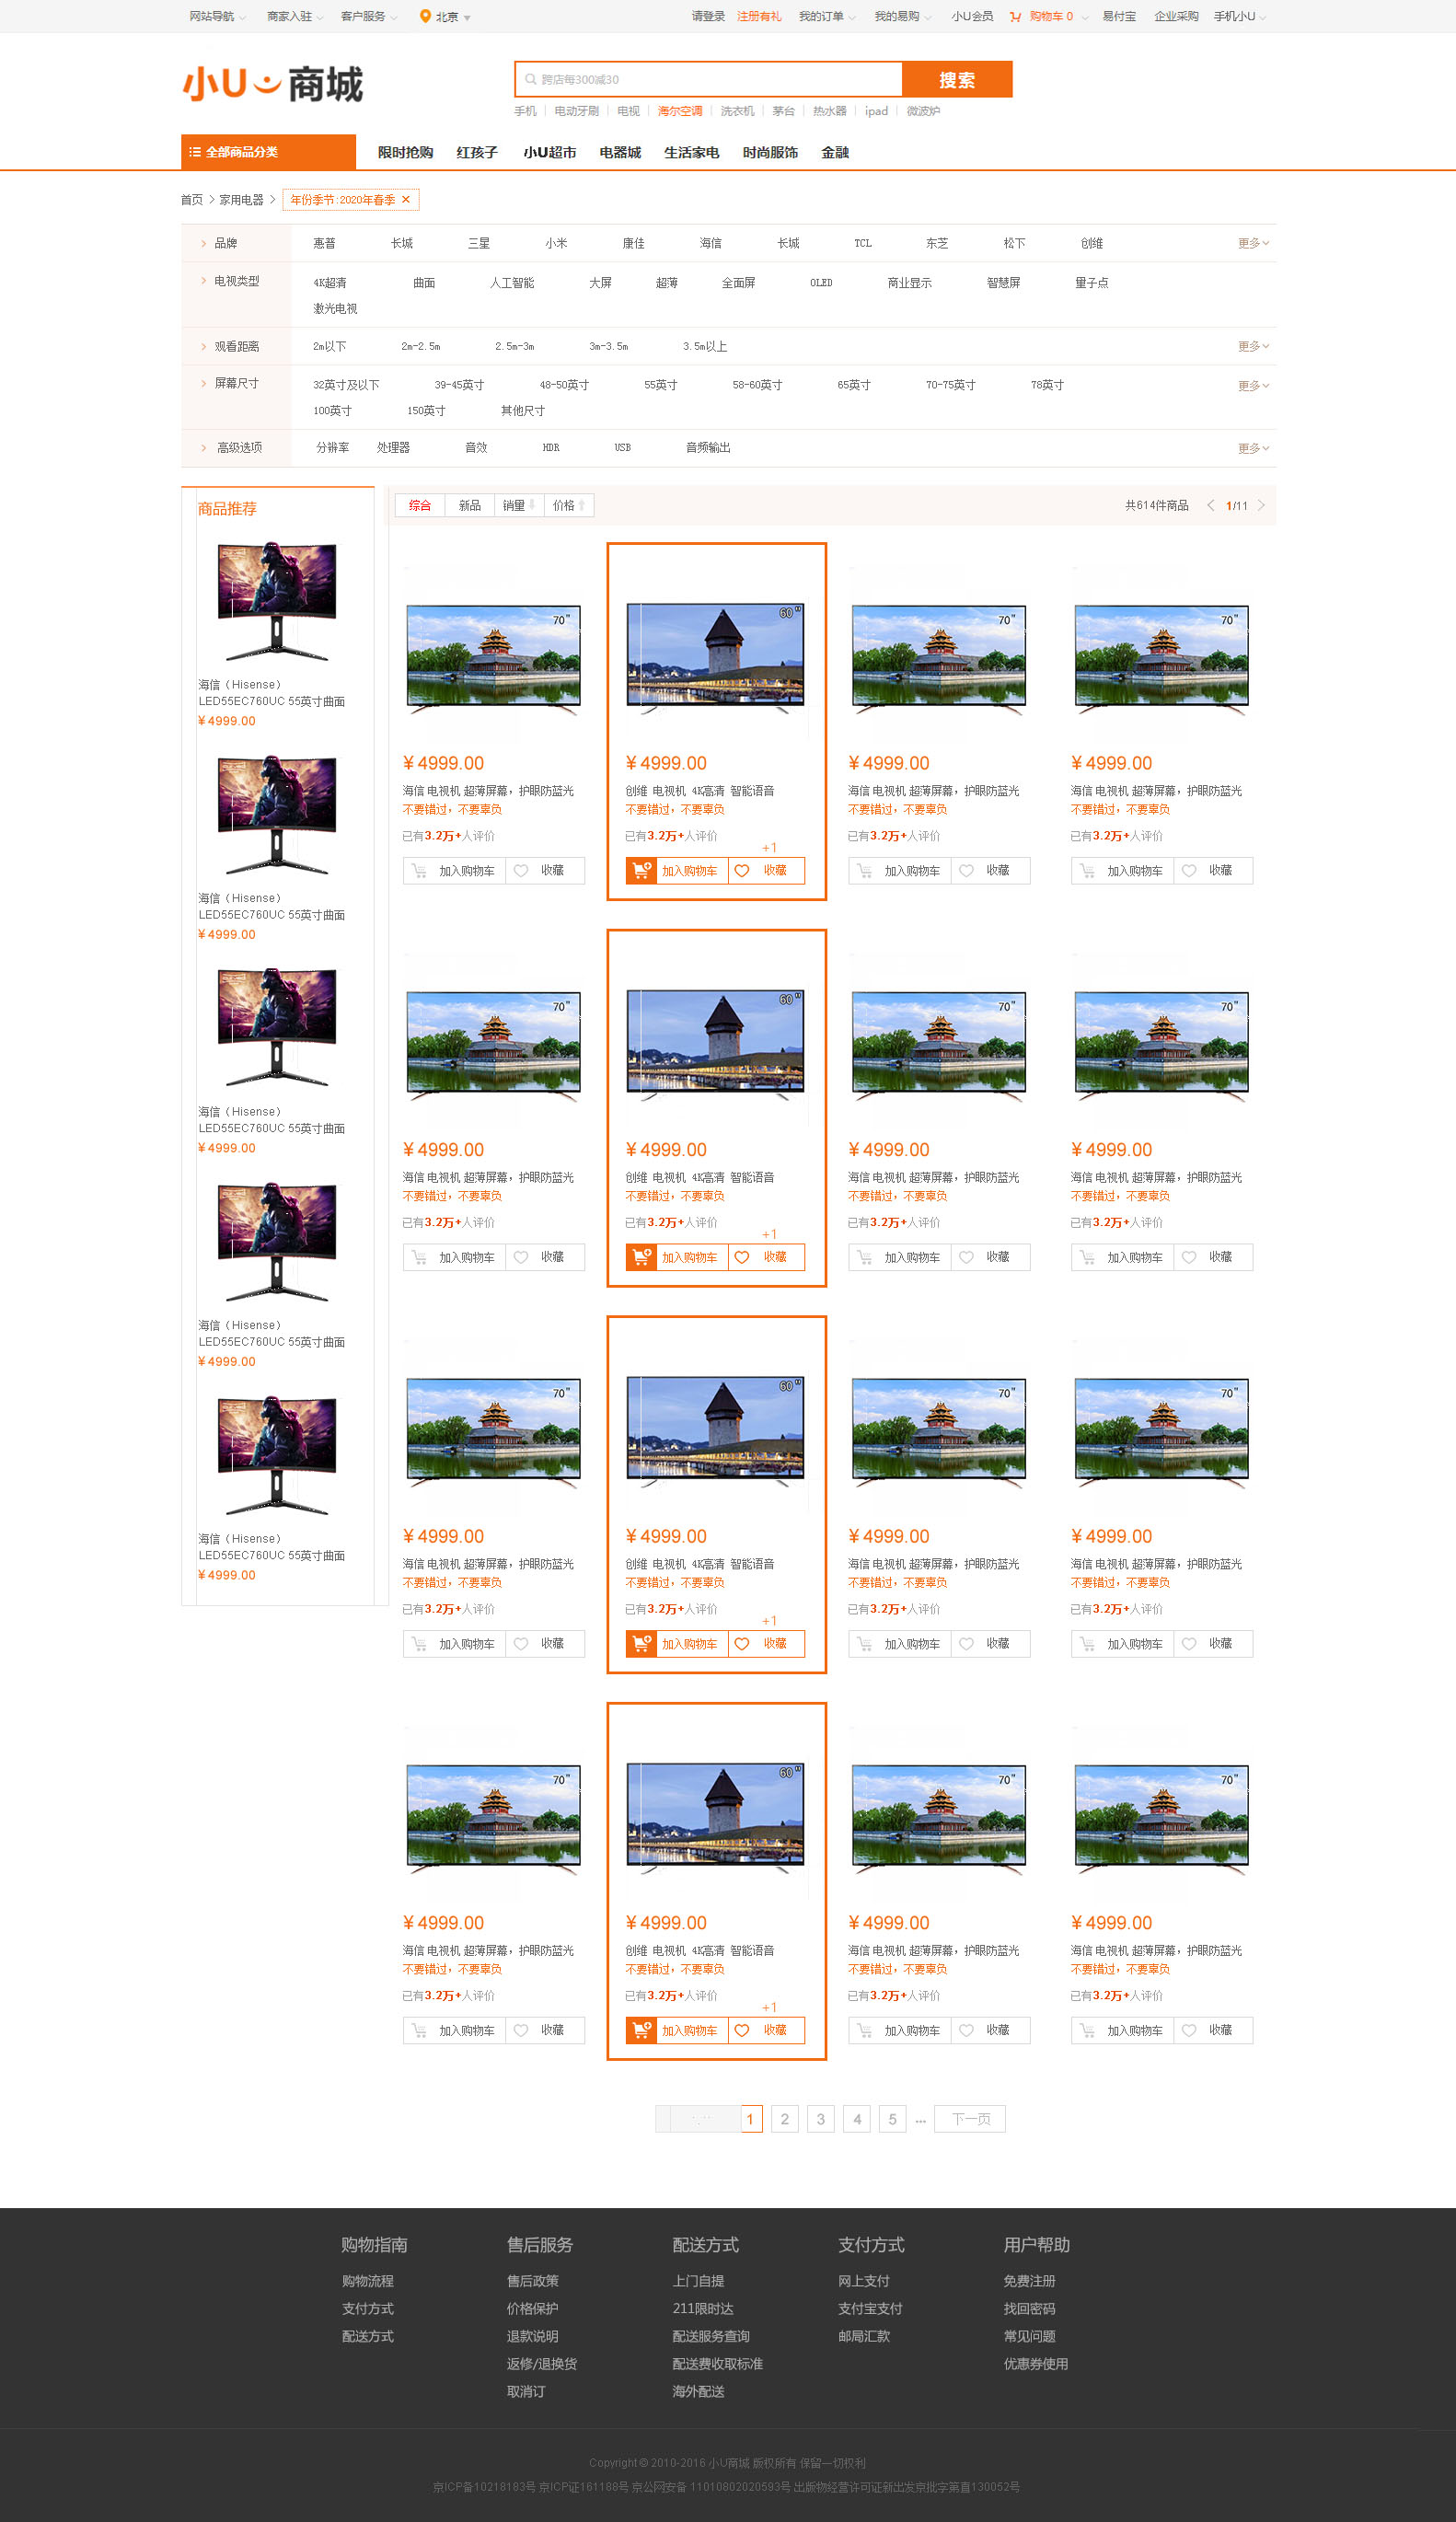 网站导航 商家入驻 客户服务 北京 请登录 注册有礼 我的订单 我的易购 小U会员 购物车 0 易付宝 企业采购 手机小U
小U商城
跨店每300减30 搜索
手机 电动牙刷 电视 海尔空调 洗衣机 茅台 热水器 ipad 微波炉
全部商品分类 限时抢购 红孩子 小U超市 电器城 生活家电 时尚服饰 金融
首页 家用电器 年份季节:2020年春季
品牌 惠普 长城 三星 小米 康佳 海信 长城 TCL 东芝 松下 创维 更多
电视类型 4K超清 曲面 人工智能 大屏 超薄 全面屏 OLED 商业显示 智慧屏 量子点
激光电视
观看距离 2m以下 2m-2.5m 2.5m-3m 3m-3.5m 3.5m以上 更多
屏幕尺寸 32英寸及以下 39-45英寸 48-50英寸 55英寸 58-60英寸 65英寸 70-75英寸 78英寸 更多
100英寸 150英寸 其他尺寸
高级选项 分辨率 处理器 音效 HDR USB 音频输出 更多
商品推荐
海信（Hisense）
LED55EC760UC 55英寸曲面
¥4999.00
海信（Hisense）
LED55EC760UC 55英寸曲面
¥4999.00
海信（Hisense）
LED55EC760UC 55英寸曲面
¥4999.00
海信（Hisense）
LED55EC760UC 55英寸曲面
¥4999.00
海信（Hisense）
LED55EC760UC 55英寸曲面
¥4999.00
综合 新品 销量 价格 共614件商品 1/11
70" 60" 70" 70"
¥4999.00 ¥4999.00 ¥4999.00 ¥4999.00
海信 电视机 超薄屏幕，护眼防蓝光 创维 电视机 4K高清 智能语音 海信 电视机 超薄屏幕，护眼防蓝光 海信 电视机 超薄屏幕，护眼防蓝光
不要错过，不要辜负 不要错过，不要辜负 不要错过，不要辜负 不要错过，不要辜负
已有3.2万+人评价 已有3.2万+人评价 已有3.2万+人评价 已有3.2万+人评价
+1
加入购物车 收藏 加入购物车 收藏 加入购物车 收藏 加入购物车 收藏
70" 60" 70" 70"
¥4999.00 ¥4999.00 ¥4999.00 ¥4999.00
海信 电视机 超薄屏幕，护眼防蓝光 创维 电视机 4K高清 智能语音 海信 电视机 超薄屏幕，护眼防蓝光 海信 电视机 超薄屏幕，护眼防蓝光
不要错过，不要辜负 不要错过，不要辜负 不要错过，不要辜负 不要错过，不要辜负
已有3.2万+人评价 已有3.2万+人评价 已有3.2万+人评价 已有3.2万+人评价
+1
加入购物车 收藏 加入购物车 收藏 加入购物车 收藏 加入购物车 收藏
70" 60" 70" 70"
¥4999.00 ¥4999.00 ¥4999.00 ¥4999.00
海信 电视机 超薄屏幕，护眼防蓝光 创维 电视机 4K高清 智能语音 海信 电视机 超薄屏幕，护眼防蓝光 海信 电视机 超薄屏幕，护眼防蓝光
不要错过，不要辜负 不要错过，不要辜负 不要错过，不要辜负 不要错过，不要辜负
已有3.2万+人评价 已有3.2万+人评价 已有3.2万+人评价 已有3.2万+人评价
+1
加入购物车 收藏 加入购物车 收藏 加入购物车 收藏 加入购物车 收藏
70" 60" 70" 70"
¥4999.00 ¥4999.00 ¥4999.00 ¥4999.00
海信 电视机 超薄屏幕，护眼防蓝光 创维 电视机 4K高清 智能语音 海信 电视机 超薄屏幕，护眼防蓝光 海信 电视机 超薄屏幕，护眼防蓝光
不要错过，不要辜负 不要错过，不要辜负 不要错过，不要辜负 不要错过，不要辜负
已有3.2万+人评价 已有3.2万+人评价 已有3.2万+人评价 已有3.2万+人评价
+1
加入购物车 收藏 加入购物车 收藏 加入购物车 收藏 加入购物车 收藏
1 2 3 4 5 ... 下一页
购物指南 售后服务 配送方式 支付方式 用户帮助
购物流程 售后政策 上门自提 网上支付 免费注册
支付方式 价格保护 211限时达 支付宝支付 找回密码
配送方式 退款说明 配送服务查询 邮局汇款 常见问题
返修/退换货 配送费收取标准 优惠券使用
取消订 海外配送
Copyright© 2010-2016 小U商城 版权所有 保留一切权利
京ICP备10218183号 京ICP证161188号 京公网安备 11010802020593号 出版物经营许可证新出发京批字第直130052号